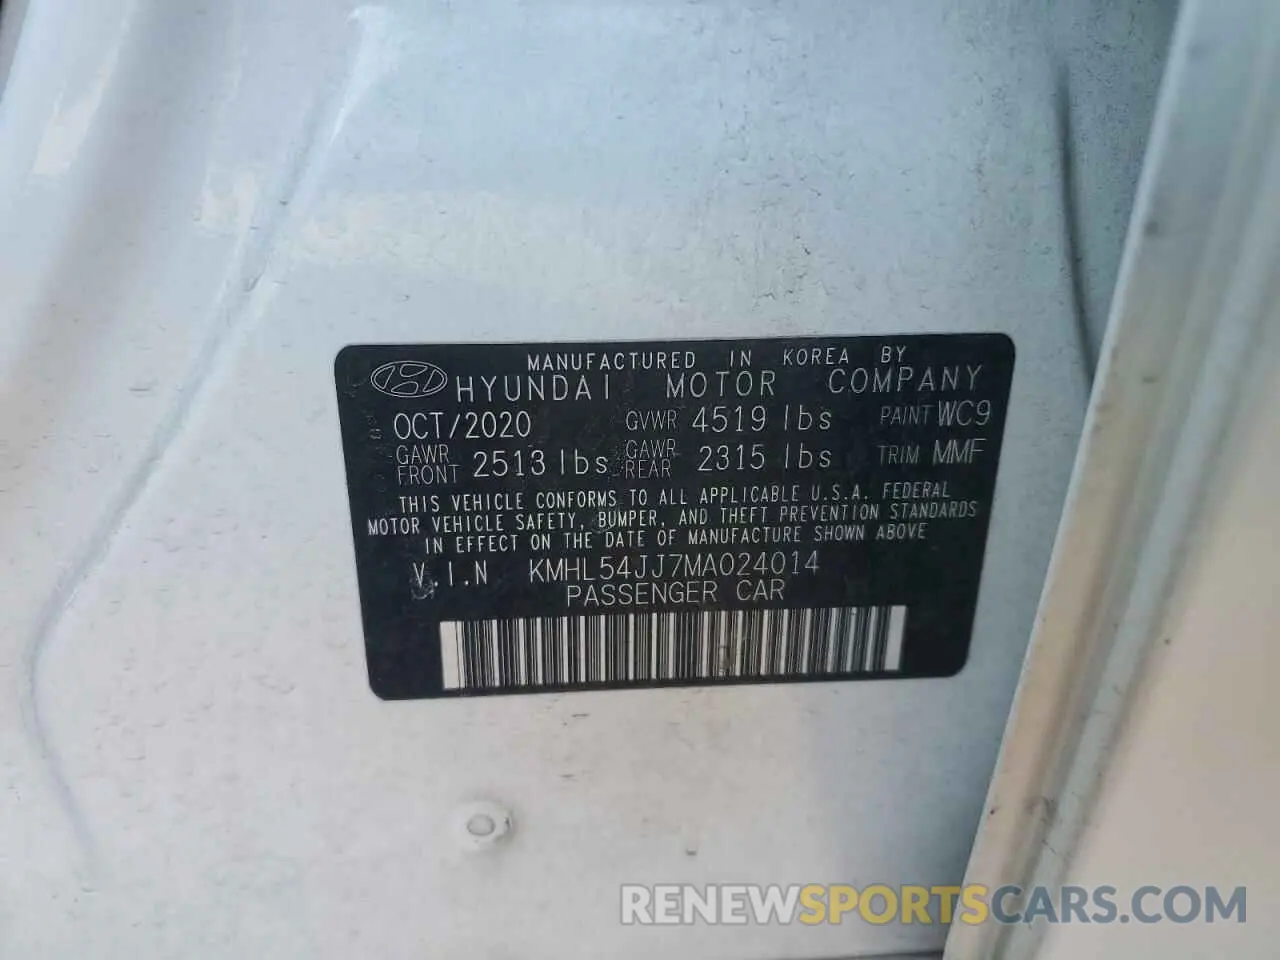 MANUFACTURED IN KOREA BY
HYUNDAI MOTOR COMPANY
OCT/2020 GVWR 4519 lbs PAINT WC9
GAWR FRONT 2513 lbs GAWR REAR 2315 lbs TRIM MMF
THIS VEHICLE CONFORMS TO ALL APPLICABLE U.S.A. FEDERAL
MOTOR VEHICLE SAFETY, BUMPER, AND THEFT PREVENTION STANDARDS
IN EFFECT ON THE DATE OF MANUFACTURE SHOWN ABOVE
V.I.N KMHL54JJ7MA024014
PASSENGER CAR
RENEWSPORTSCARS.COM